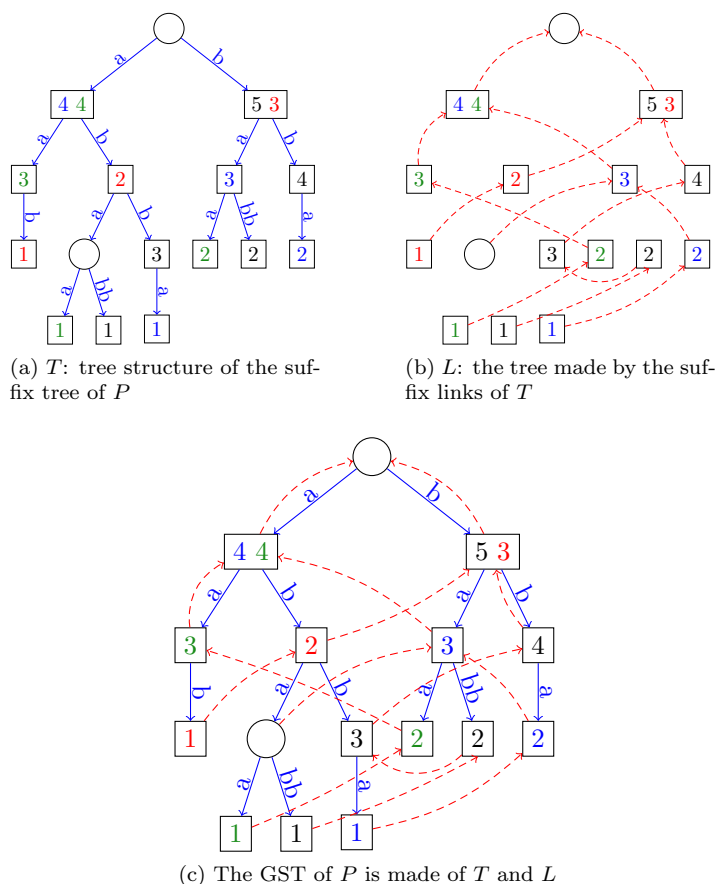 a b
4 4 5 3
a b a b
3 2 3 4
b a b a bb a
1 3 2 2 2
a bb a
1 1 1
(a) T: tree structure of the suf-
fix tree of P
4 4 5 3
3 2 3 4
1 3 2 2 2
1 1 1
(b) L: the tree made by the suf-
fix links of T
a b
4 4 5 3
a b a b
3 2 3 4
b a b a bb a
1 3 2 2 2
a bb a
1 1 1
(c) The GST of P is made of T and L